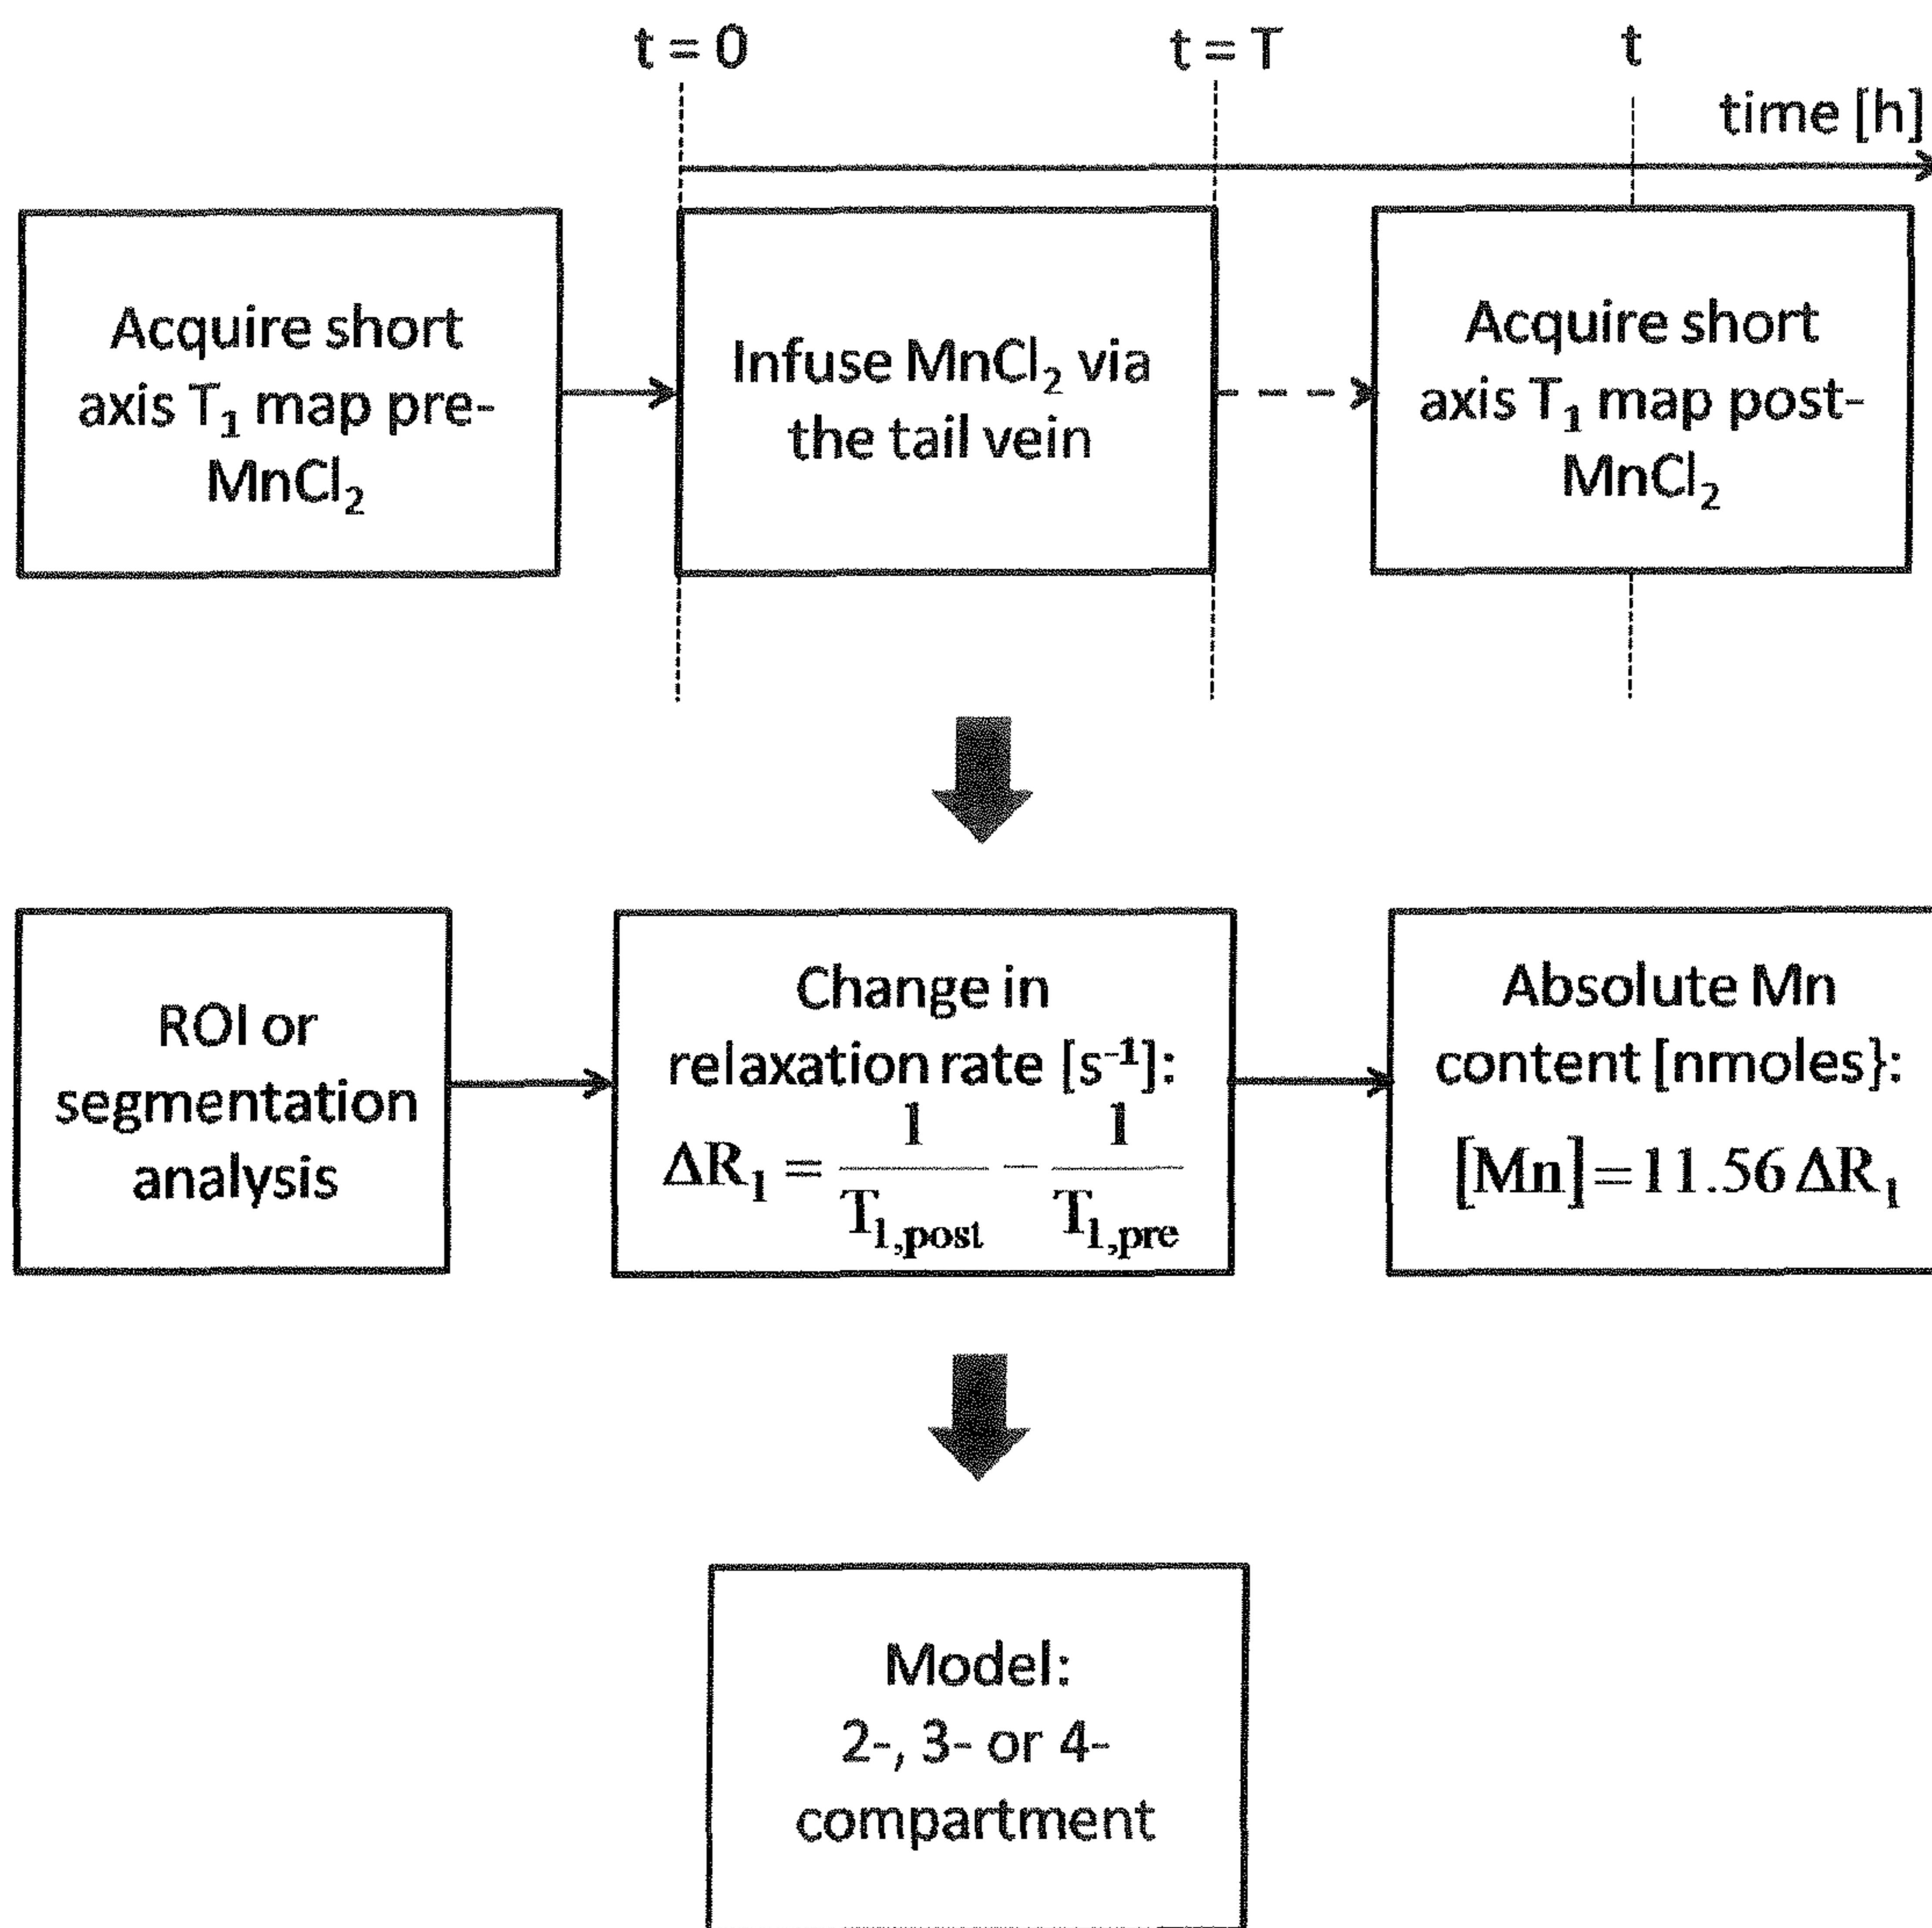 t = 0
t = T
t
time [h]
Acquire short
axis T₁ map pre-
MnCl₂
Infuse MnCl₂ via
the tail vein
Acquire short
axis T₁ map post-
MnCl₂
ROI or
segmentation
analysis
Change in
relaxation rate [s⁻¹]:
ΔR₁ = 1/T₁,post − 1/T₁,pre
Absolute Mn
content [nmoles}:
[Mn] = 11.56 ΔR₁
Model:
2-, 3- or 4-
compartment